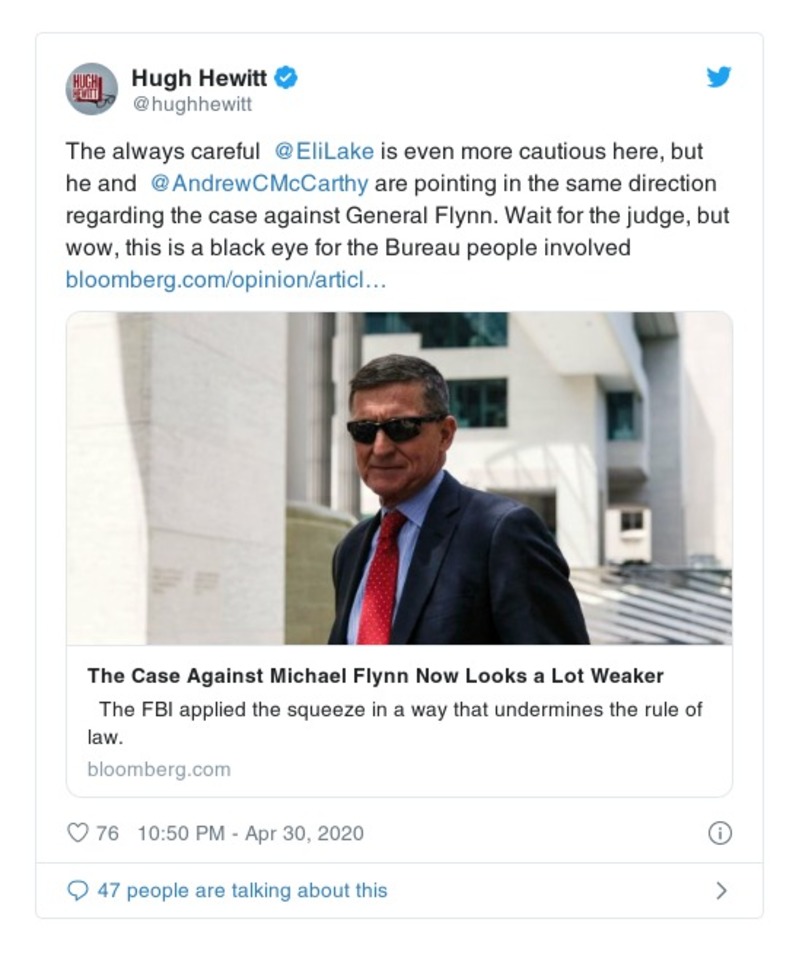 HUGH
HEWITT
Hugh Hewitt
@hughhewitt
The always careful @EliLake is even more cautious here, but
he and @AndrewCMcCarthy are pointing in the same direction
regarding the case against General Flynn. Wait for the judge, but
wow, this is a black eye for the Bureau people involved
bloomberg.com/opinion/articl…
The Case Against Michael Flynn Now Looks a Lot Weaker
The FBI applied the squeeze in a way that undermines the rule of
law.
bloomberg.com
76 10:50 PM - Apr 30, 2020
47 people are talking about this